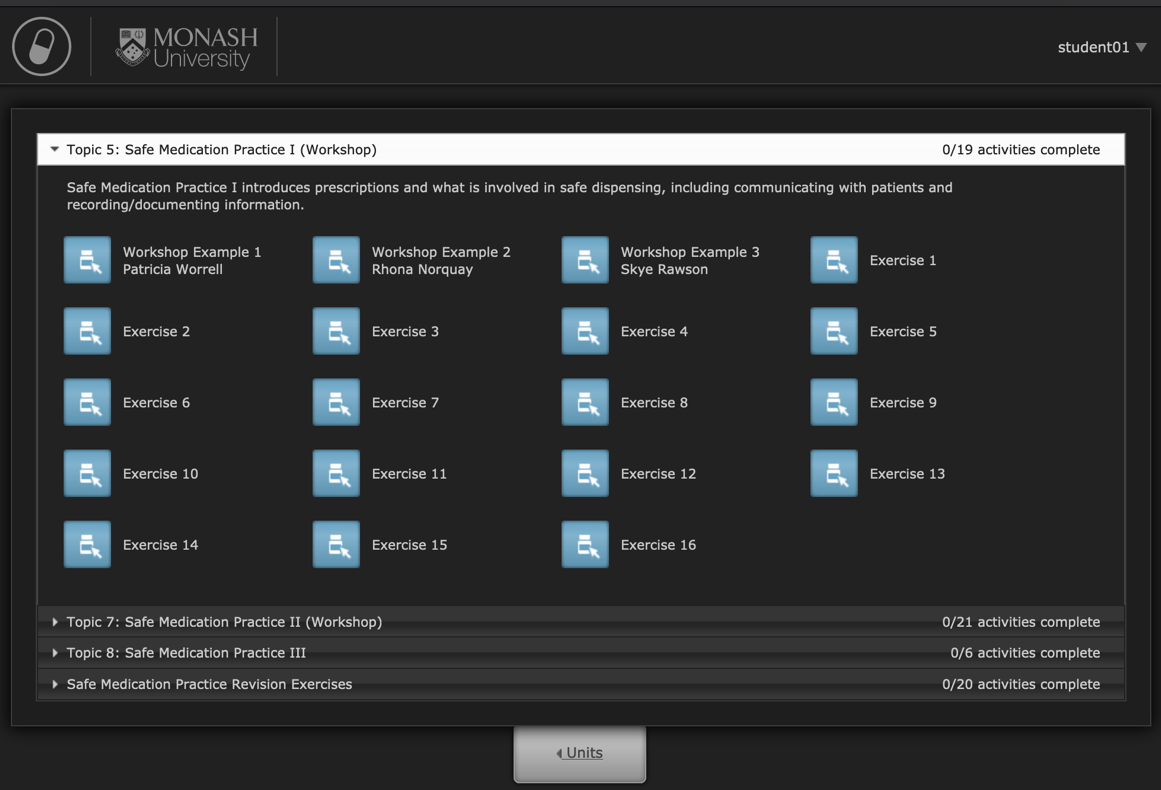 MONASH
University
student01
Topic 5: Safe Medication Practice I (Workshop)
0/19 activities complete
Safe Medication Practice I introduces prescriptions and what is involved in safe dispensing, including communicating with patients and
recording/documenting information.
Workshop Example 1
Patricia Worrell
Workshop Example 2
Rhona Norquay
Workshop Example 3
Skye Rawson
Exercise 1
Exercise 2
Exercise 3
Exercise 4
Exercise 5
Exercise 6
Exercise 7
Exercise 8
Exercise 9
Exercise 10
Exercise 11
Exercise 12
Exercise 13
Exercise 14
Exercise 15
Exercise 16
Topic 7: Safe Medication Practice II (Workshop)
0/21 activities complete
Topic 8: Safe Medication Practice III
0/6 activities complete
Safe Medication Practice Revision Exercises
0/20 activities complete
Units